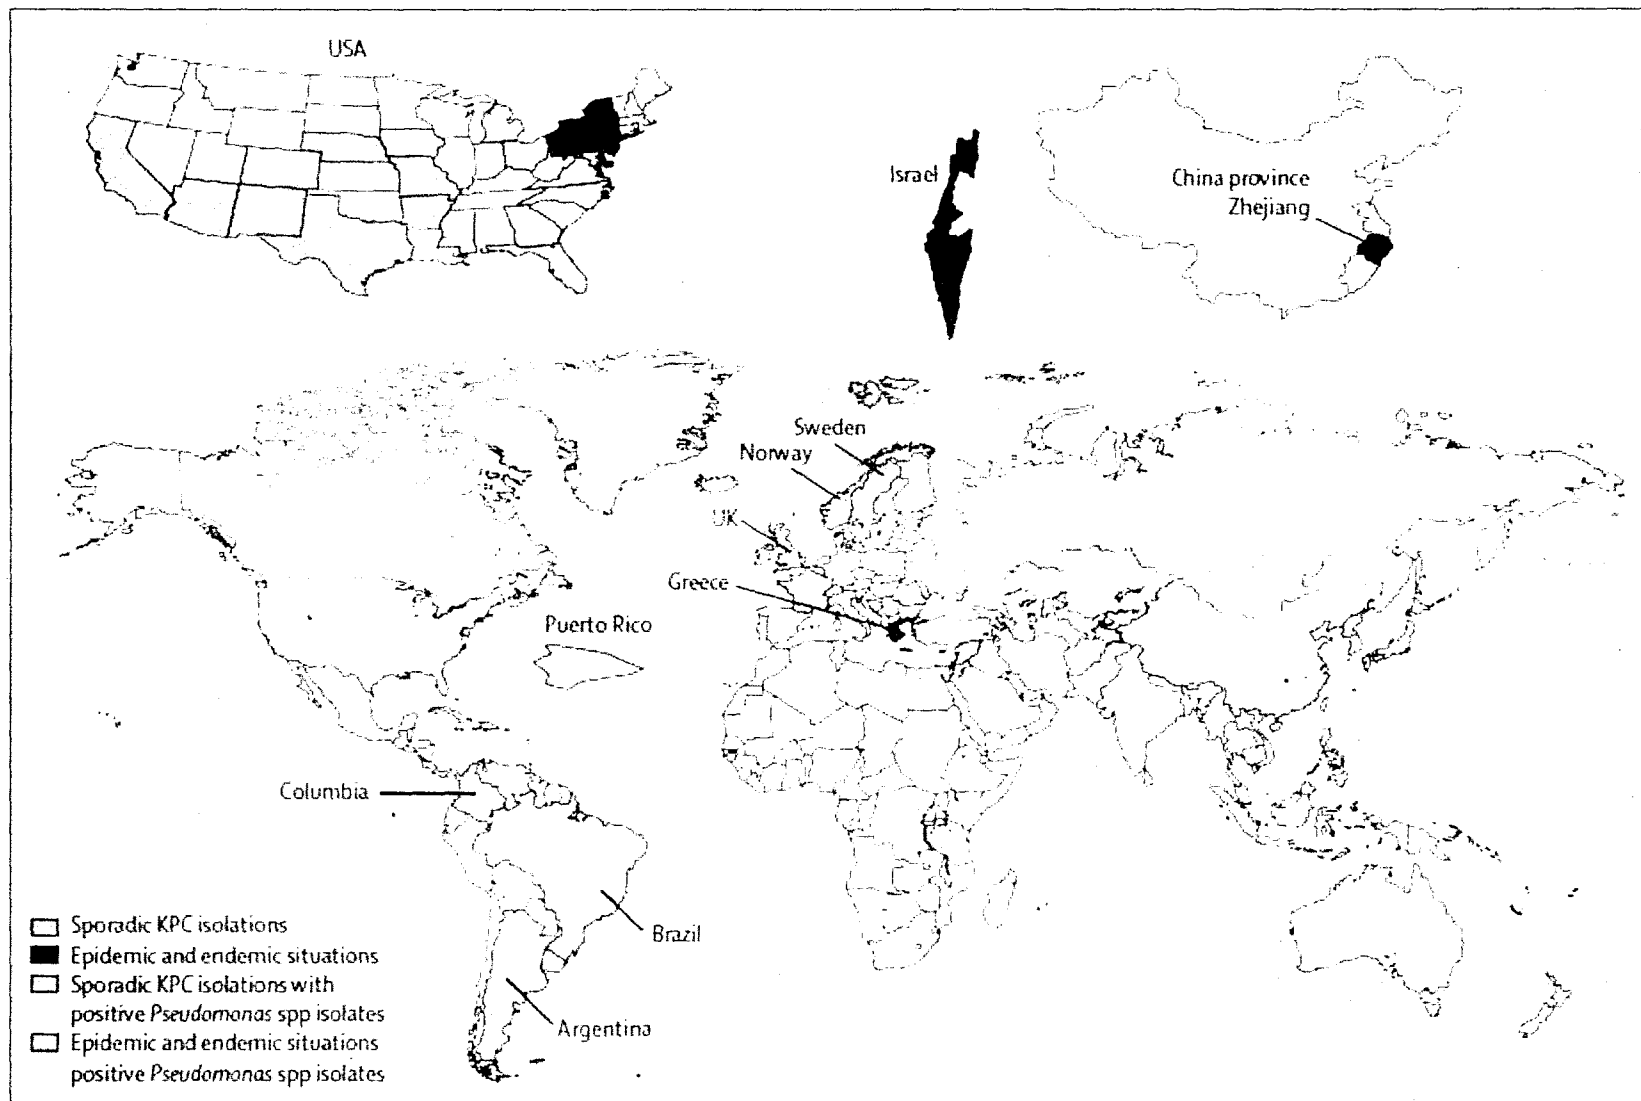 USA
Israel
China province
Zhejiang
Sweden
Norway
UK
Greece
Puerto Rico
Columbia
Brazil
Argentina
Sporadic KPC isolations
Epidemic and endemic situations
Sporadic KPC isolations with
positive Pseudomonas spp isolates
Epidemic and endemic situations
positive Pseudomonas spp isolates